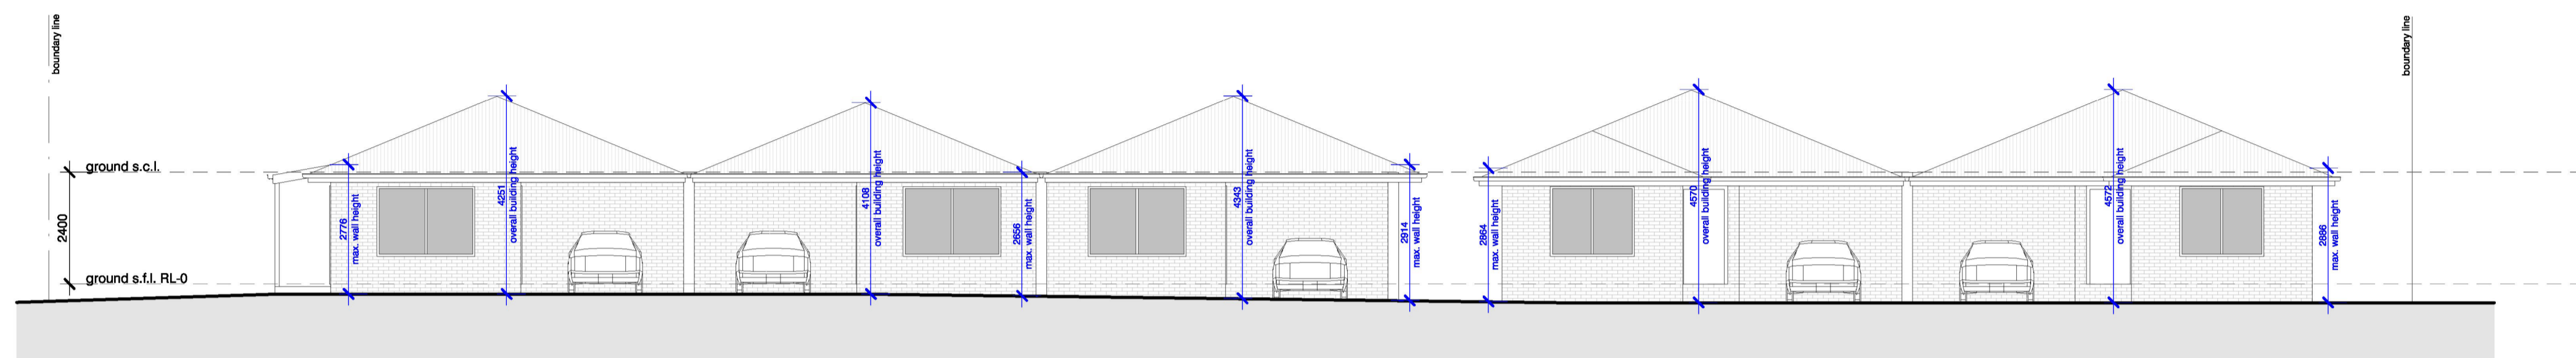 boundary line
boundary line
ground s.c.l.
2400
ground s.f.l. RL-0
2776
max. wall height
4251
overall building height
4108
overall building height
2656
max. wall height
4343
overall building height
2914
max. wall height
2864
max. wall height
4570
overall building height
4572
overall building height
2886
max. wall height